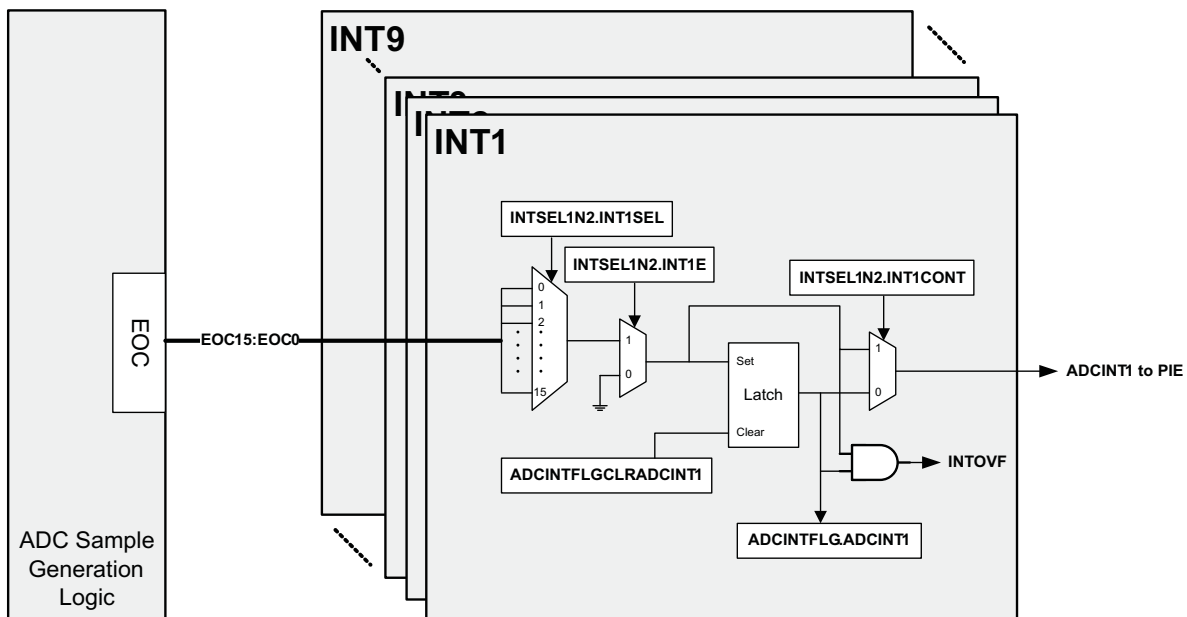 INT9
INT1
INTSEL1N2.INT1SEL
INTSEL1N2.INT1E
INTSEL1N2.INT1CONT
0
1
2
15
EOC
EOC15:EOC0
1
0
Set
Latch
Clear
1
0
ADCINT1 to PIE
ADCINTFLGCLRADCINT1
INTOVF
ADCINTFLG.ADCINT1
ADC Sample
Generation
Logic